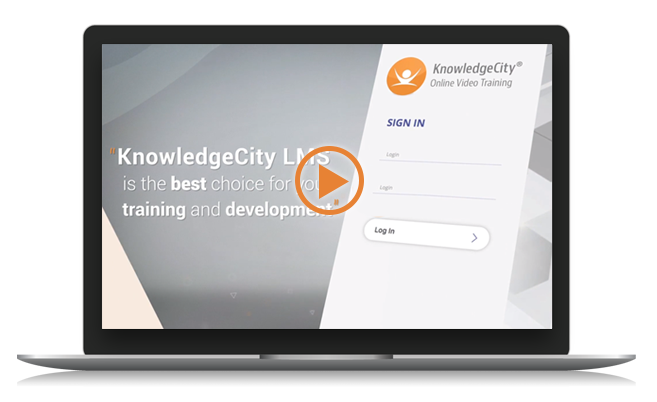 "KnowledgeCity LMS
is the best choice for your
training and development"
KnowledgeCity®
Online Video Training
SIGN IN
Login
Login
Log In